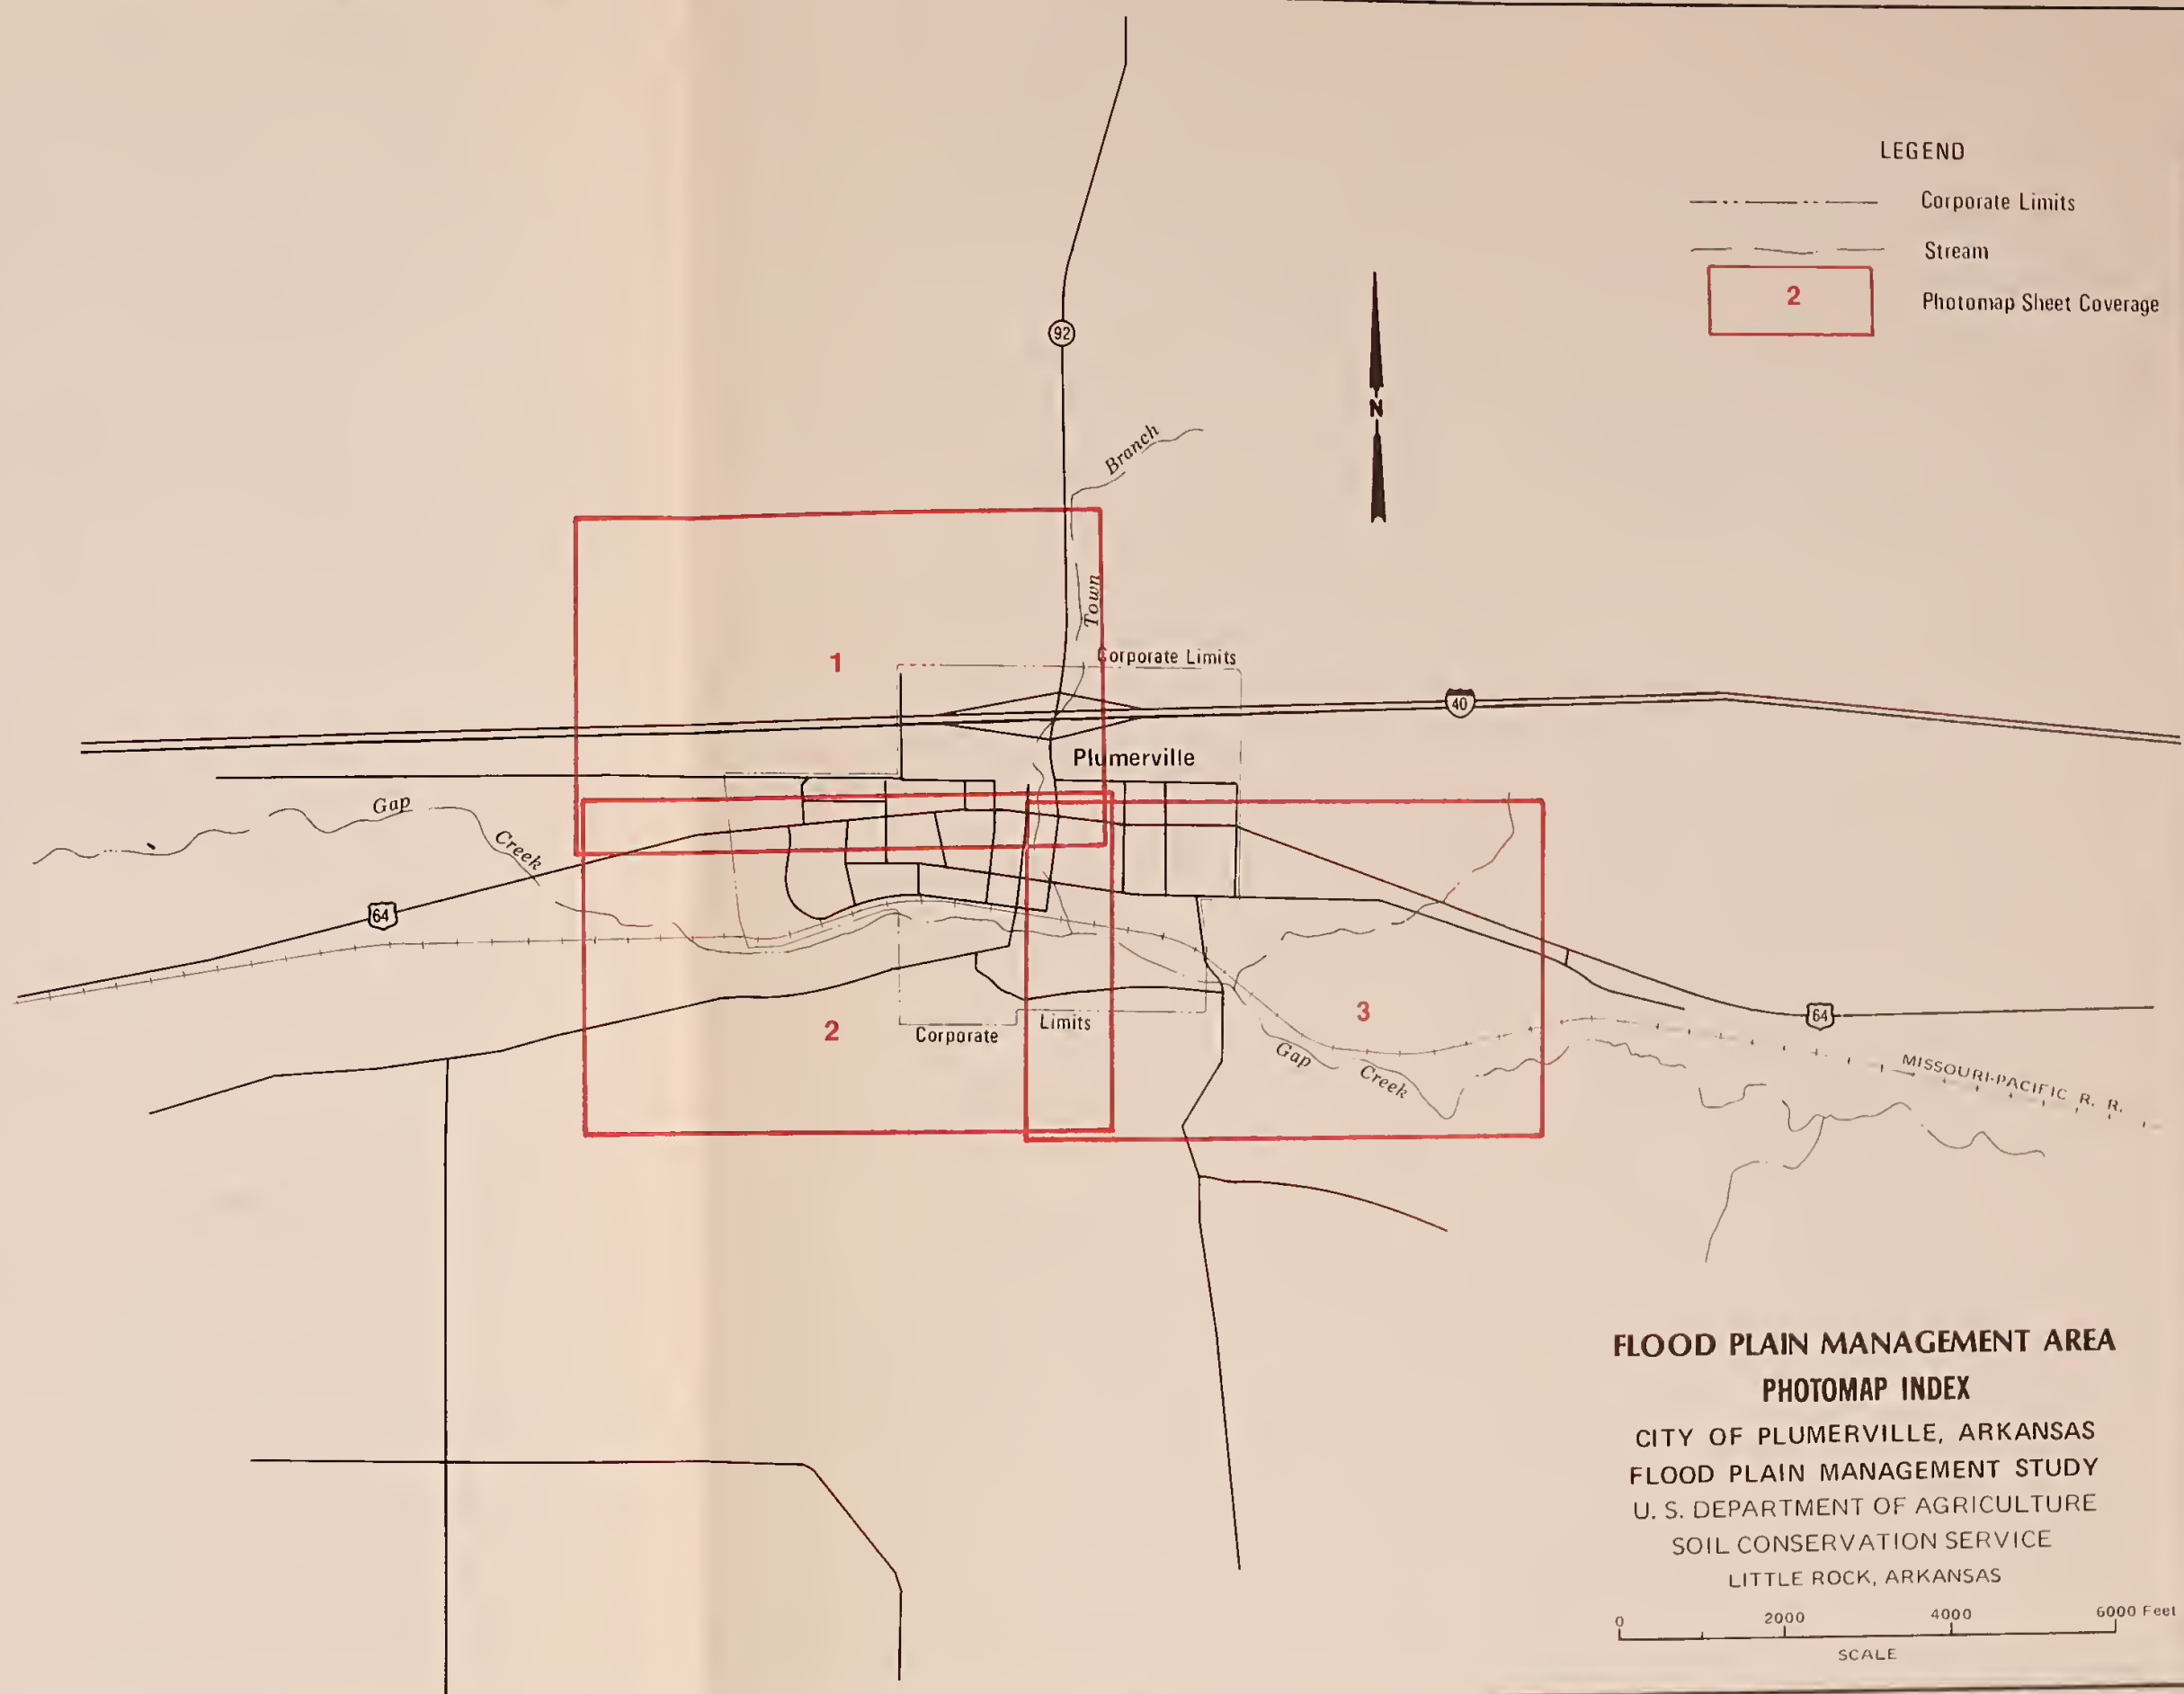 LEGEND
Corporate Limits
Stream
2
Photomap Sheet Coverage
92
N
Branch
Town
1
Corporate Limits
40
Plumerville
Gap
Creek
64
2
Corporate Limits
3
64
Gap
Creek
MISSOURI-PACIFIC R. R.
FLOOD PLAIN MANAGEMENT AREA
PHOTOMAP INDEX
CITY OF PLUMERVILLE, ARKANSAS
FLOOD PLAIN MANAGEMENT STUDY
U. S. DEPARTMENT OF AGRICULTURE
SOIL CONSERVATION SERVICE
LITTLE ROCK, ARKANSAS
0 2000 4000 6000 Feet
SCALE